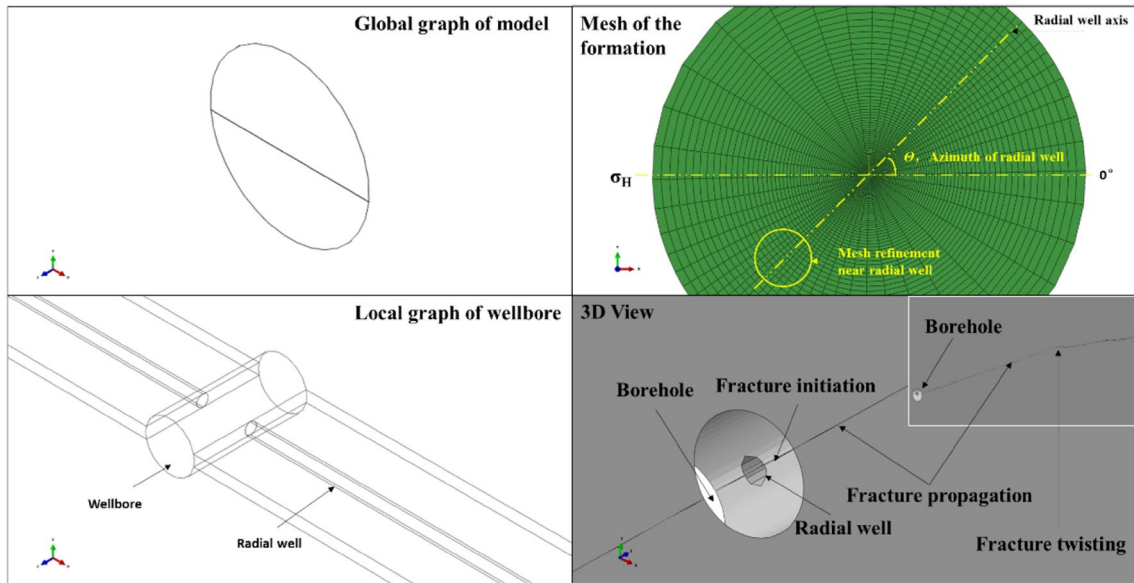 Global graph of model
Mesh of the
formation
Radial well axis
Θ, Azimuth of radial well
σH
0°
Mesh refinement
near radial well
Local graph of wellbore
Wellbore
Radial well
3D View
Borehole
Borehole
Fracture initiation
Fracture propagation
Radial well
Fracture twisting